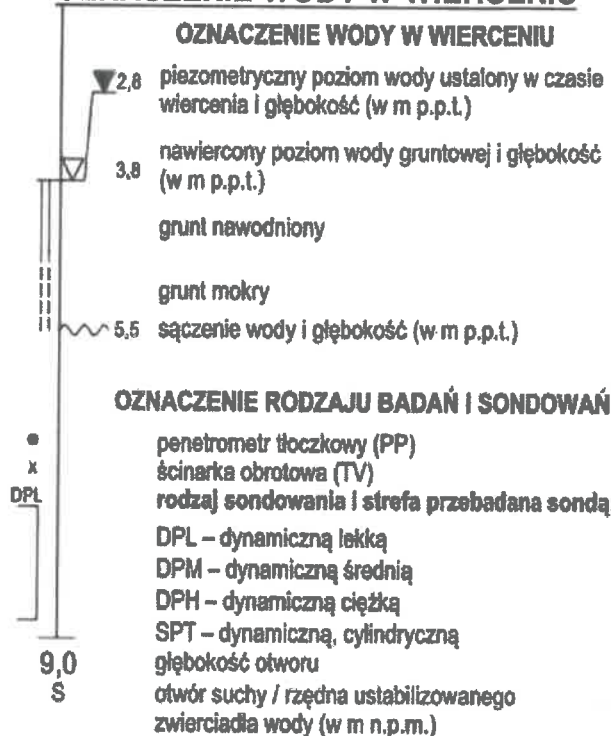 OZNACZENIE WODY W WIERCENIU
2,8 piezometryczny poziom wody ustalony w czasie
wiercenia i głębokość (w m p.p.t.)
3,8 nawiercony poziom wody gruntowej i głębokość
(w m p.p.t.)
grunt nawodniony
grunt mokry
5,5 sączenie wody i głębokość (w m p.p.t.)
OZNACZENIE RODZAJU BADAŃ I SONDOWAŃ
penetrometr tłoczkowy (PP)
x ścinarka obrotowa (TV)
DPL rodzaj sondowania i strefa przebadana sondą
DPL – dynamiczną lekką
DPM – dynamiczną średnią
DPH – dynamiczną ciężką
SPT – dynamiczną, cylindryczną
9,0 głębokość otworu
S otwór suchy / rzędna ustabilizowanego
zwierciadła wody (w m n.p.m.)